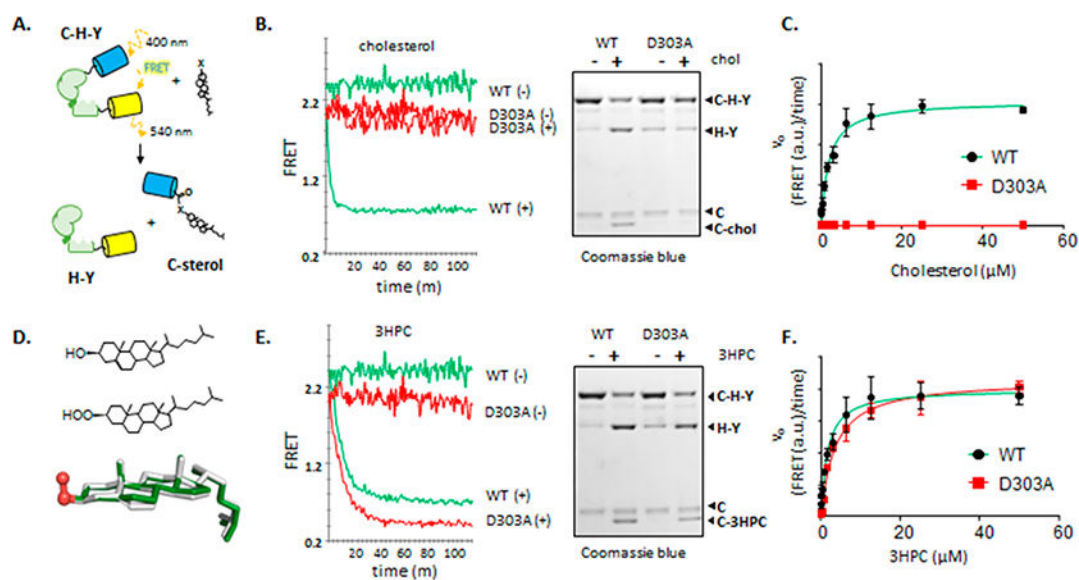 A.
C-H-Y
400 nm
FRET
X
+
540 nm
O
X
+
H-Y
C-sterol
B.
cholesterol
FRET
2.2
1.2
0.2
WT (-)
D303A (-)
D303A (+)
WT (+)
20 40 60 80 100
time (m)
WT D303A
- + - + chol
C-H-Y
H-Y
C
C-chol
Coomassie blue
C.
v₀
(FRET (a.u.)/time)
WT
D303A
0 20 40 60
Cholesterol (µM)
D.
HO
HOO
E.
3HPC
FRET
2.2
1.2
0.2
WT (-)
D303A (-)
WT (+)
D303A (+)
20 40 60 80 100
time (m)
WT D303A
- + - + 3HPC
C-H-Y
H-Y
C
C-3HPC
Coomassie blue
F.
v₀
(FRET (a.u.)/time)
WT
D303A
0 20 40 60
3HPC (µM)